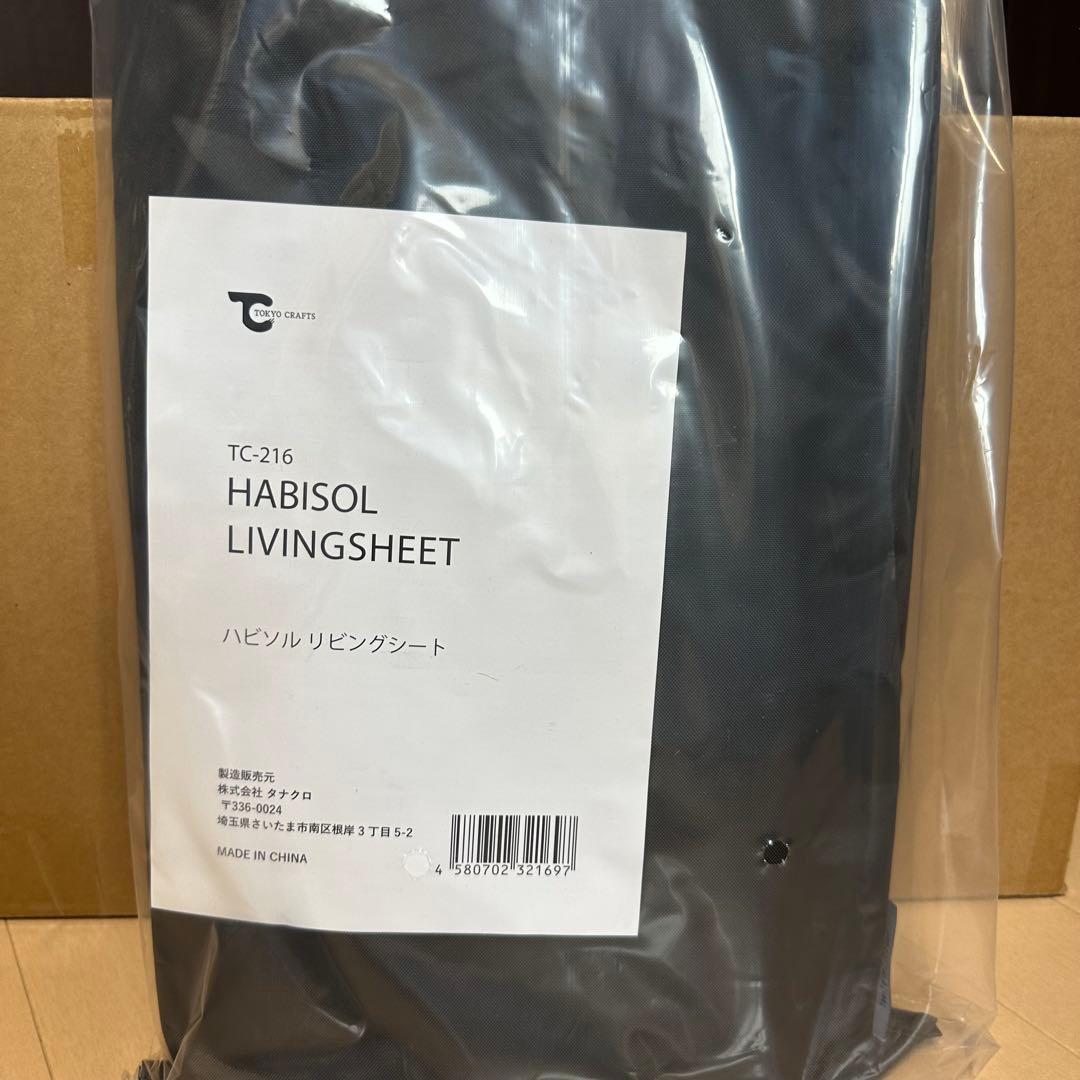 TC
TOKYO CRAFTS
TC-216
HABISOL
LIVINGSHEET
ハビソル リビングシート
製造販売元
株式会社 タナクロ
〒336-0024
埼玉県さいたま市南区根岸 3 丁目 5-2
MADE IN CHINA
4 580702 321697